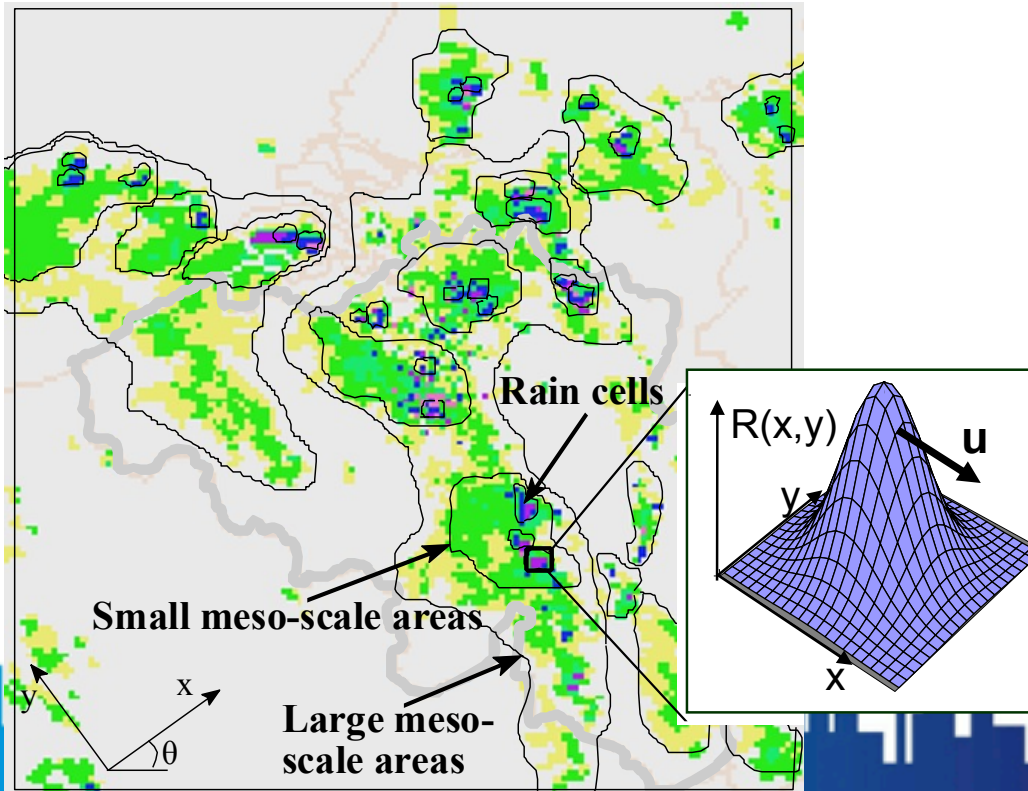 Rain cells
R(x,y)
u
y
x
Small meso-scale areas
Large meso-
scale areas
y
x
θ